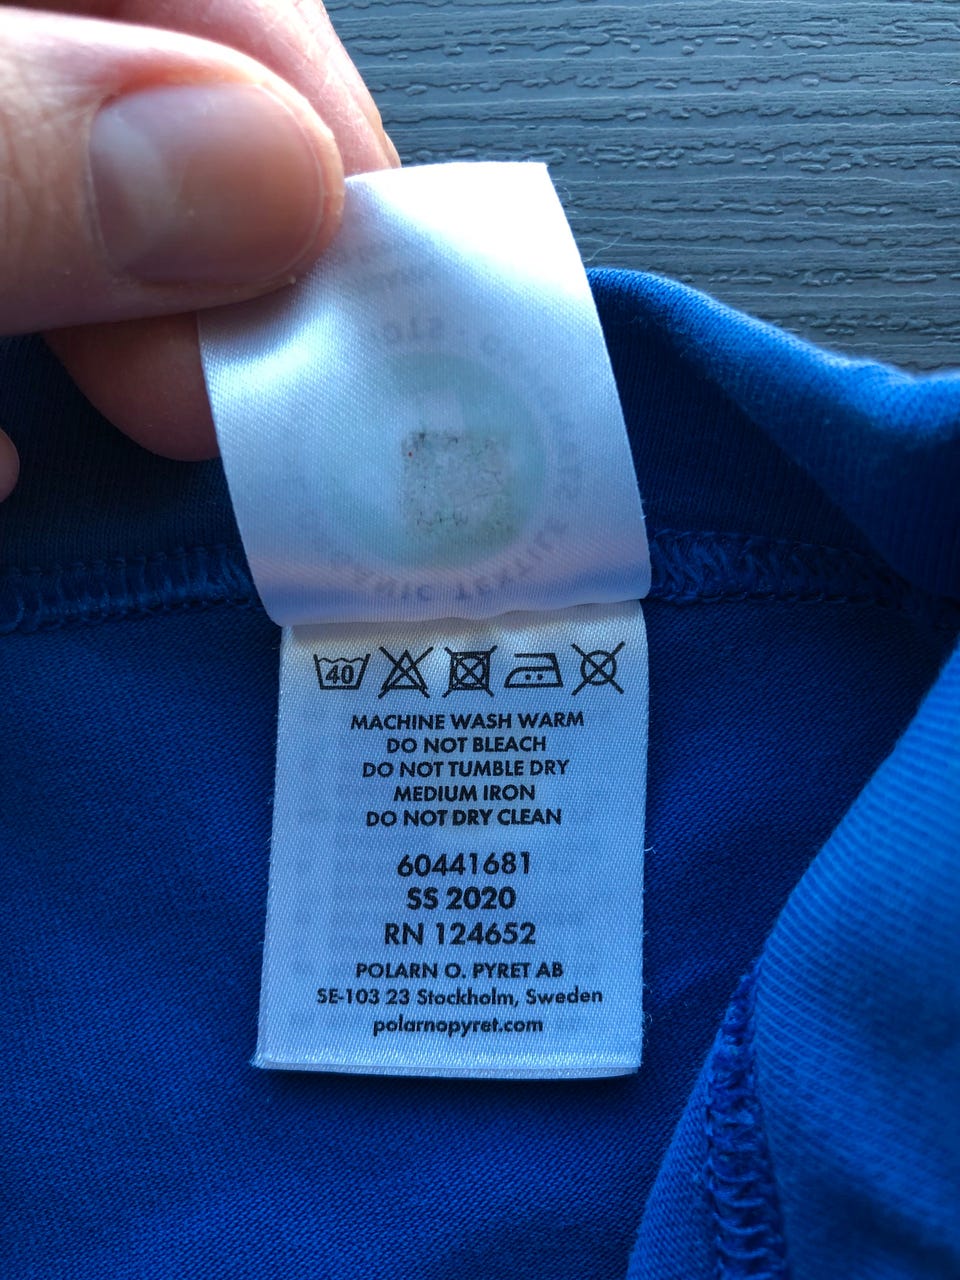 40
MACHINE WASH WARM
DO NOT BLEACH
DO NOT TUMBLE DRY
MEDIUM IRON
DO NOT DRY CLEAN
60441681
SS 2020
RN 124652
POLARN O. PYRET AB
SE-103 23 Stockholm, Sweden
polarnopyret.com